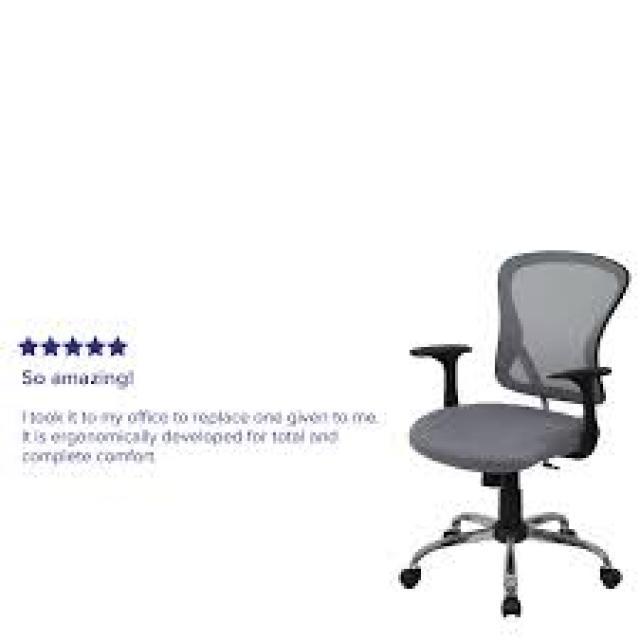 So amazing!
I took it to my office to replace one given to me.
It is ergonomically developed for total and
complete comfort